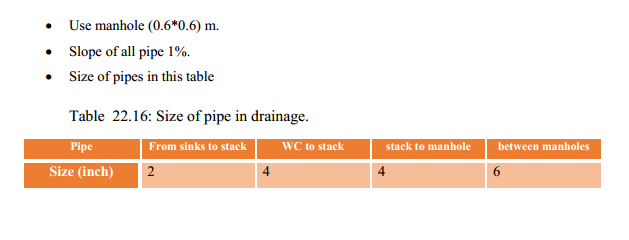 • Use manhole (0.6*0.6) m.
• Slope of all pipe 1%.
• Size of pipes in this table
Table 22.16: Size of pipe in drainage.
Pipe From sinks to stack WC to stack stack to manhole between manholes
Size (inch) 2 4 4 6